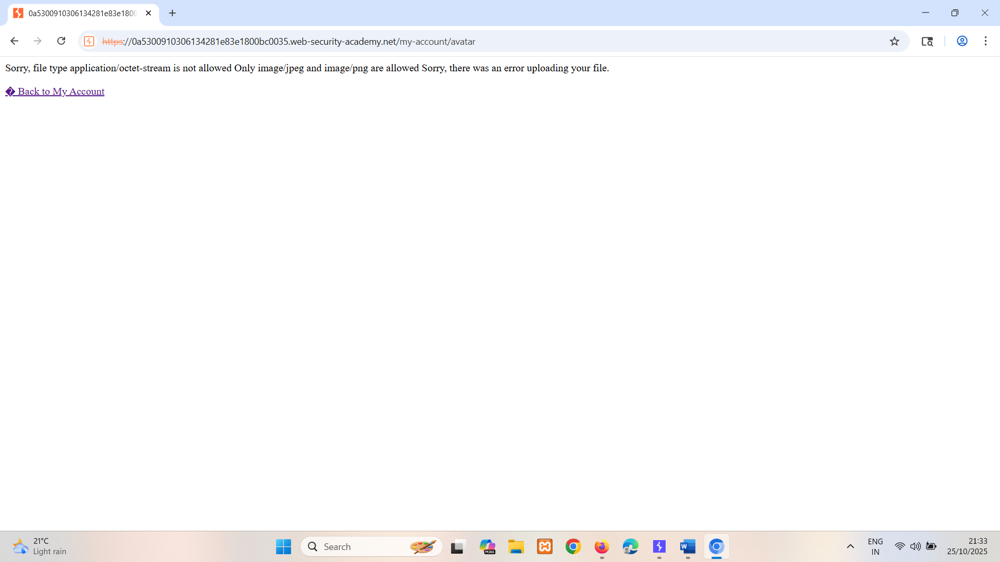 0a5300910306134281e83e1800
https://0a5300910306134281e83e1800bc0035.web-security-academy.net/my-account/avatar
Sorry, file type application/octet-stream is not allowed Only image/jpeg and image/png are allowed Sorry, there was an error uploading your file.
� Back to My Account
21°C
Light rain
Search
M365
W
ENG
IN
21:33
25/10/2025